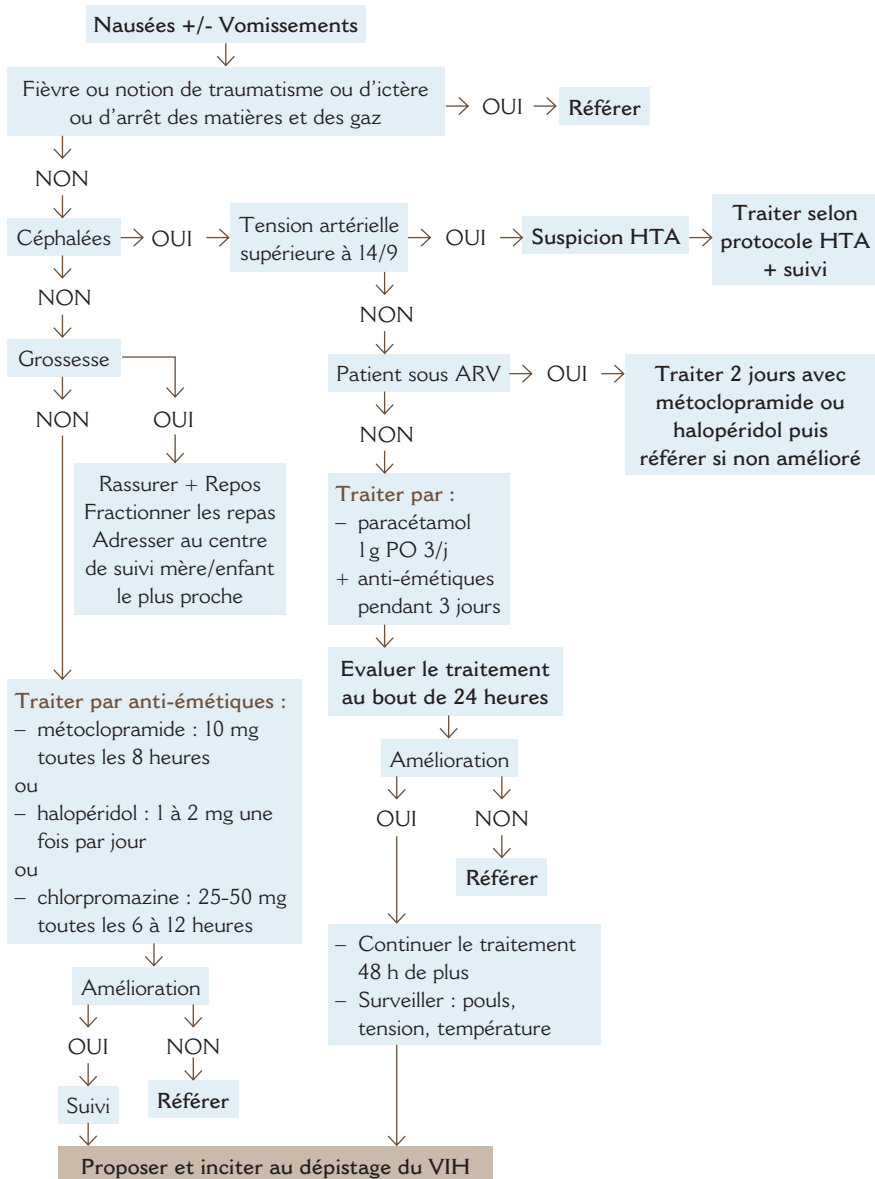 Nausées +/- Vomissements
Fièvre ou notion de traumatisme ou d'ictère
ou d'arrêt des matières et des gaz
OUI
Référer
NON
Céphalées
OUI
Tension artérielle
supérieure à 14/9
OUI
Suspicion HTA
Traiter selon
protocole HTA
+ suivi
NON
NON
Grossesse
Patient sous ARV
OUI
Traiter 2 jours avec
métoclopramide ou
halopéridol puis
référer si non amélioré
NON
OUI
NON
Rassurer + Repos
Fractionner les repas
Adresser au centre
de suivi mère/enfant
le plus proche
Traiter par :
– paracétamol
1g PO 3/j
+ anti-émétiques
pendant 3 jours
Evaluer le traitement
au bout de 24 heures
Traiter par anti-émétiques :
– métoclopramide : 10 mg
toutes les 8 heures
ou
– halopéridol : 1 à 2 mg une
fois par jour
ou
– chlorpromazine : 25-50 mg
toutes les 6 à 12 heures
Amélioration
OUI
NON
Référer
– Continuer le traitement
48 h de plus
– Surveiller : pouls,
tension, température
Amélioration
OUI
NON
Suivi
Référer
Proposer et inciter au dépistage du VIH